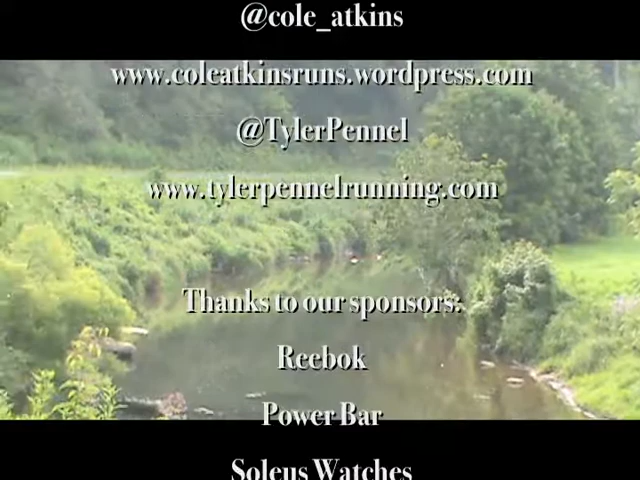 @cole_atkins
www.coleatkinsruns.wordpress.com
@TylerPennel
www.tylerpennelrunning.com
Thanks to our sponsors:
Reebok
Power Bar
Soleus Watches